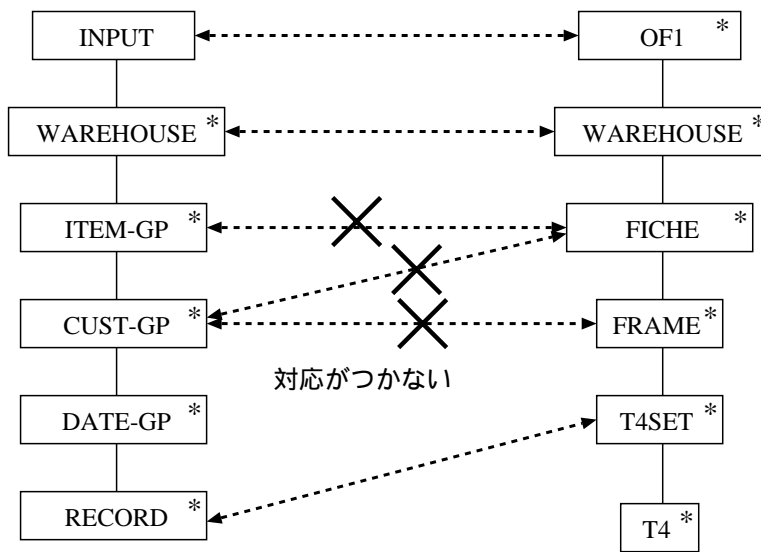 INPUT
OF1 *
WAREHOUSE *
WAREHOUSE *
ITEM-GP *
FICHE *
CUST-GP *
FRAME *
対応がつかない
DATE-GP *
T4SET *
RECORD *
T4 *